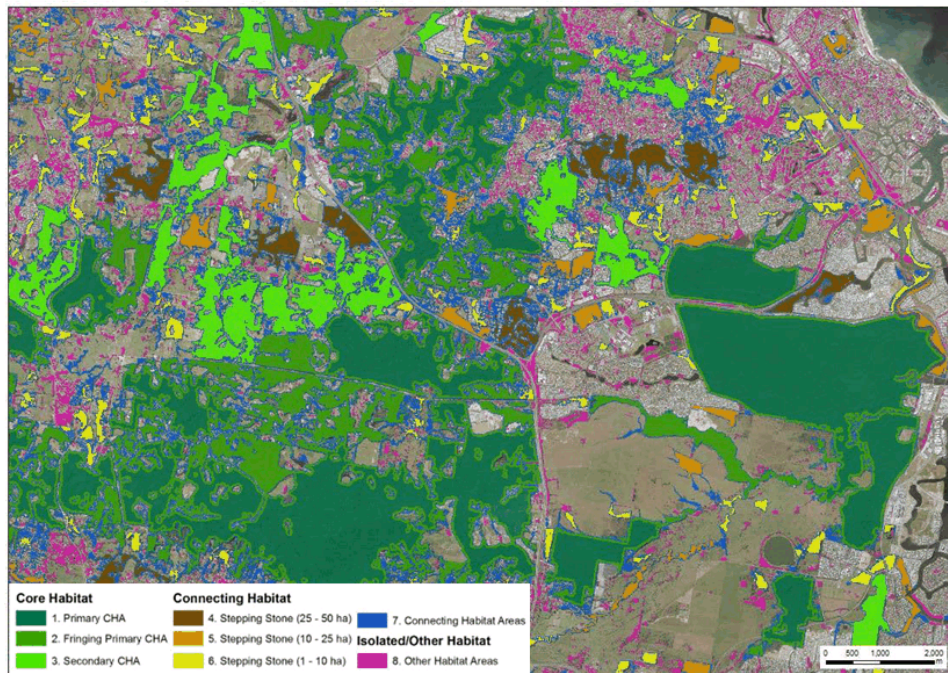 Core Habitat
1. Primary CHA
2. Fringing Primary CHA
3. Secondary CHA
Connecting Habitat
4. Stepping Stone (25 - 50 ha)
5. Stepping Stone (10 - 25 ha)
6. Stepping Stone (1 - 10 ha)
7. Connecting Habitat Areas
Isolated/Other Habitat
8. Other Habitat Areas
0 500 1,000 2,000
m